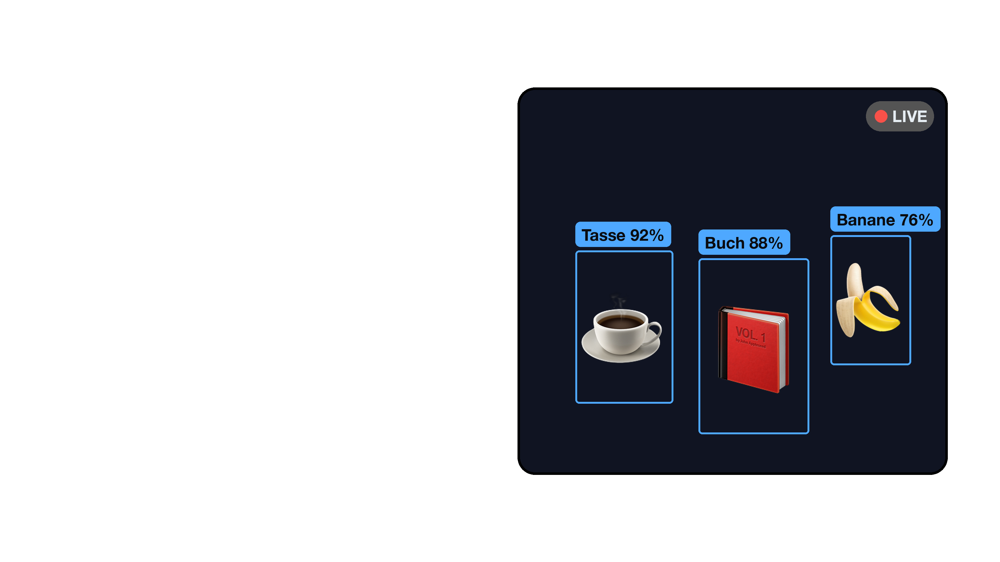 LIVE
Banane 76%
Tasse 92%
Buch 88%
VOL. 1
by John Appleseed